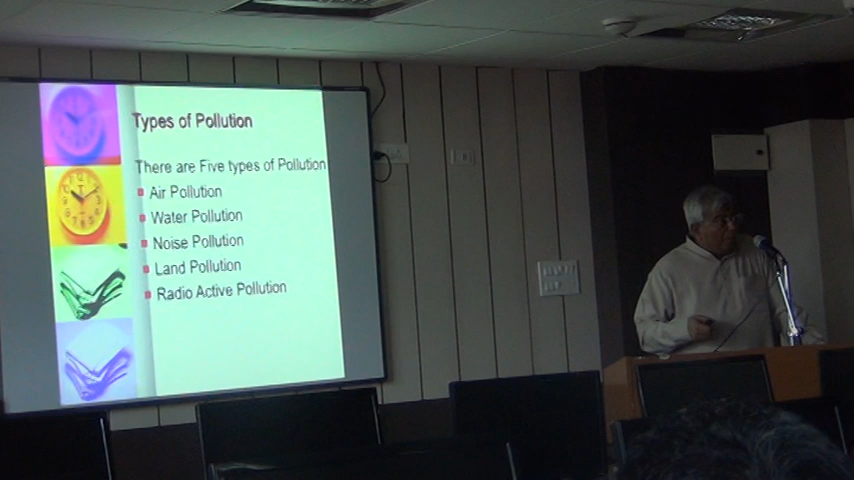 Types of Pollution
There are Five types of Pollution
Air Pollution
Water Pollution
Noise Pollution
Land Pollution
Radio Active Pollution